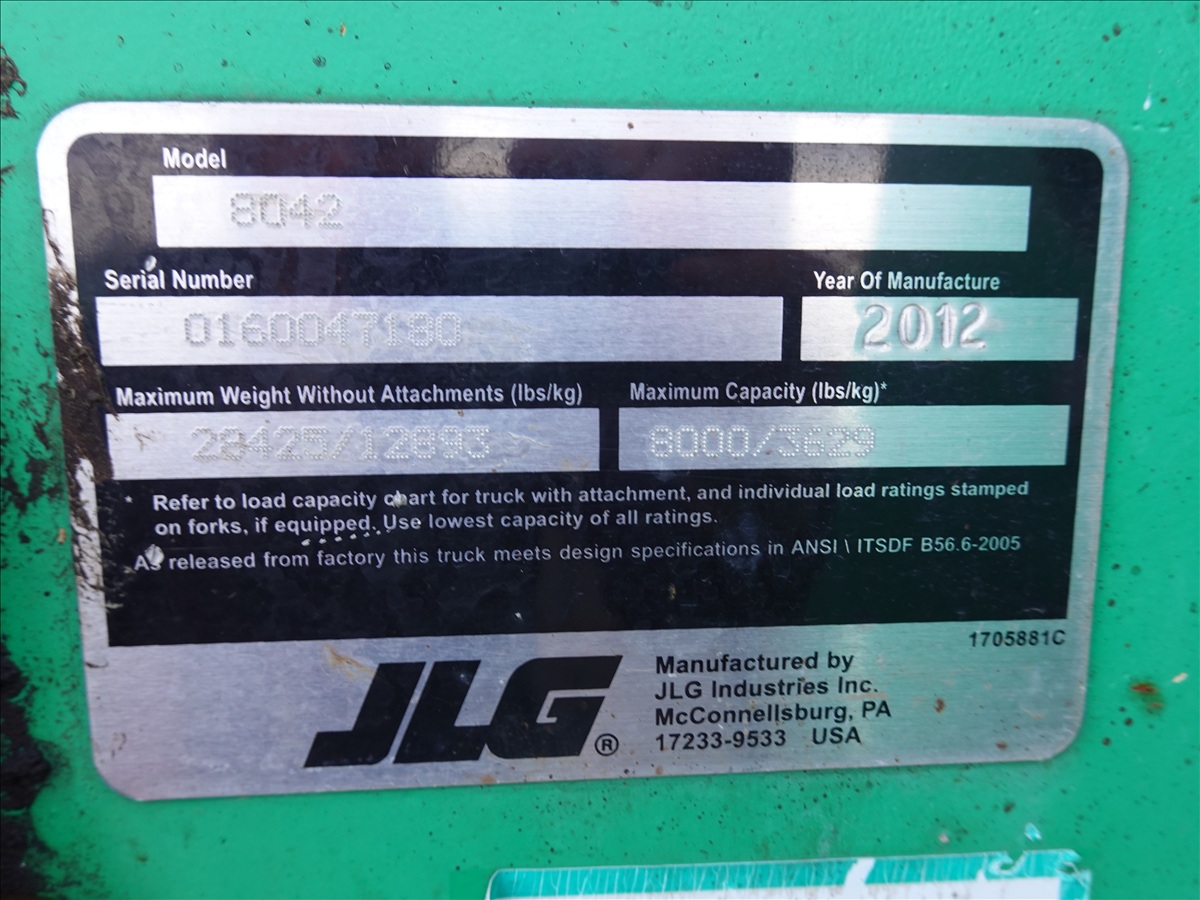 Model
8042
Serial Number
0160047180
Year Of Manufacture
2012
Maximum Weight Without Attachments (lbs/kg)
28425/12893
Maximum Capacity (lbs/kg)*
8000/3629
* Refer to load capacity chart for truck with attachment, and individual load ratings stamped
on forks, if equipped. Use lowest capacity of all ratings.
As released from factory this truck meets design specifications in ANSI \ ITSDF B56.6-2005
1705881C
JLG®
Manufactured by
JLG Industries Inc.
McConnellsburg, PA
17233-9533 USA